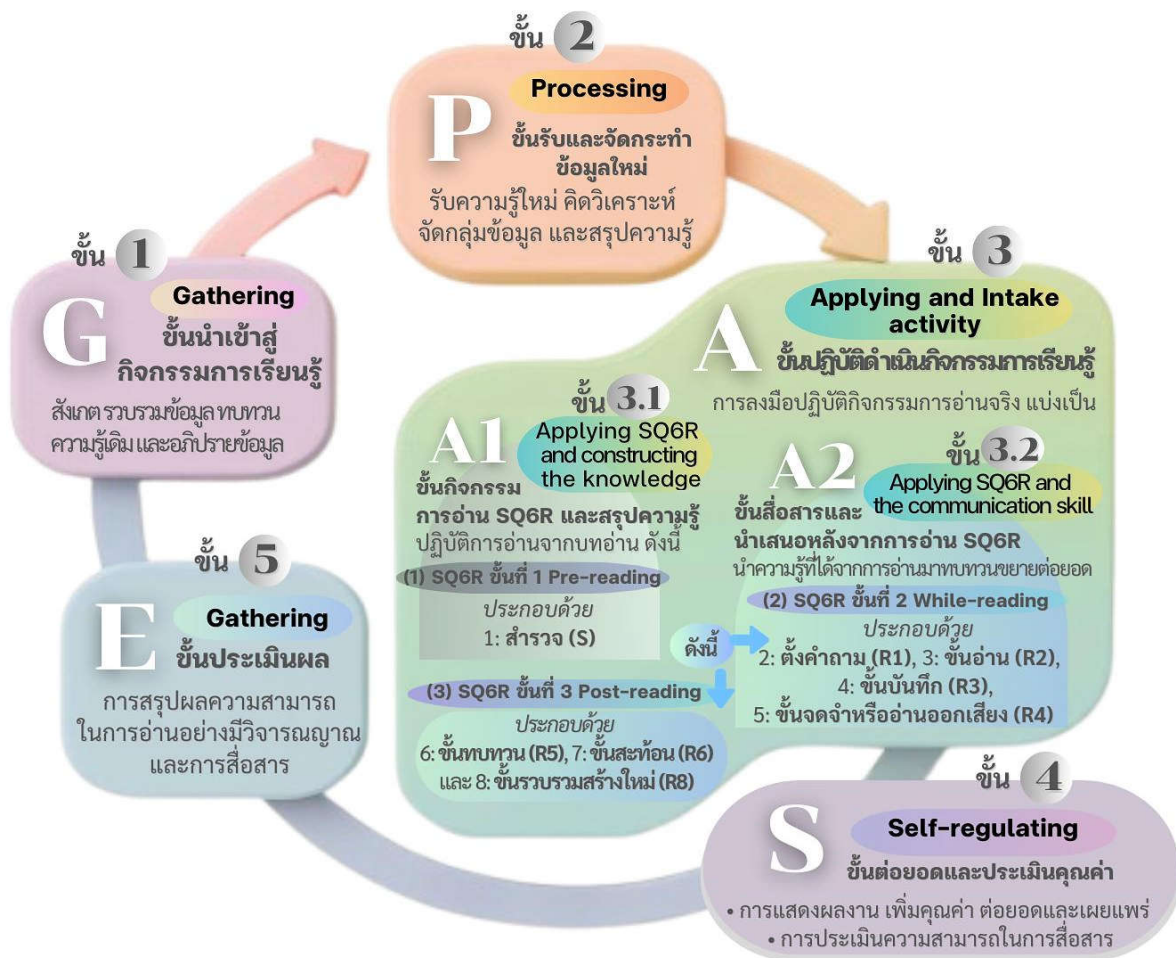 ขั้น 1
G
Gathering
ขั้นนำเข้าสู่
กิจกรรมการเรียนรู้
สังเกต รวบรวมข้อมูล ทบทวน
ความรู้เดิม และอภิปรายข้อมูล
ขั้น 2
P
Processing
ขั้นรับและจัดกระทำ
ข้อมูลใหม่
รับความรู้ใหม่ คิดวิเคราะห์
จัดกลุ่มข้อมูล และสรุปความรู้
ขั้น 3
A
Applying and Intake
activity
ขั้นปฏิบัติดำเนินกิจกรรมการเรียนรู้
การลงมือปฏิบัติกิจกรรมการอ่านจริง แบ่งเป็น
ขั้น 3.1
A1
Applying SQ6R
and constructing
the knowledge
ขั้นกิจกรรม
การอ่าน SQ6R และสรุปความรู้
ปฏิบัติการอ่านจากบทอ่าน ดังนี้
(1) SQ6R ขั้นที่ 1 Pre-reading
ประกอบด้วย
1: สำรวจ (S)
ดังนี้
ขั้น 3.2
A2
Applying SQ6R and
the communication skill
ขั้นสื่อสารและ
นำเสนอหลังจากการอ่าน SQ6R
นำความรู้ที่ได้จากการอ่านมาทบทวนขยายต่อยอด
(2) SQ6R ขั้นที่ 2 While-reading
ประกอบด้วย
2: ตั้งคำถาม (R1), 3: ขั้นอ่าน (R2),
4: ขั้นบันทึก (R3),
5: ขั้นจดจำหรืออ่านออกเสียง (R4)
(3) SQ6R ขั้นที่ 3 Post-reading
ประกอบด้วย
6: ขั้นทบทวน (R5), 7: ขั้นสะท้อน (R6)
และ 8: ขั้นรวบรวมสร้างใหม่ (R8)
ขั้น 4
S
Self-regulating
ขั้นต่อยอดและประเมินคุณค่า
• การแสดงผลงาน เพิ่มคุณค่า ต่อยอดและเผยแพร่
• การประเมินความสามารถในการสื่อสาร
ขั้น 5
E
Gathering
ขั้นประเมินผล
การสรุปผลความสามารถ
ในการอ่านอย่างมีวิจารณญาณ
และการสื่อสาร